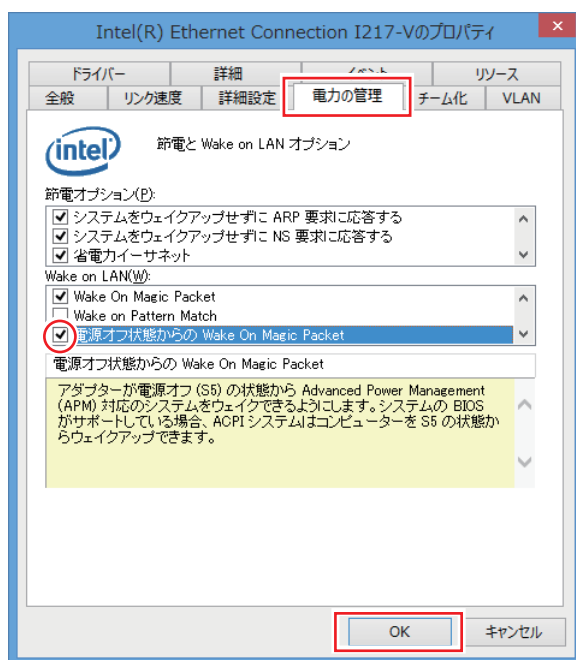 Intel(R) Ethernet Connection I217-Vのプロパティ
ドライバー 詳細 イベント リソース
全般 リンク速度 詳細設定 電力の管理 チーム化 VLAN
intel 節電と Wake on LAN オプション
節電オプション(P):
システムをウェイクアップせずに ARP 要求に応答する
システムをウェイクアップせずに NS 要求に応答する
省電力イーサネット
Wake on LAN(W):
Wake On Magic Packet
Wake on Pattern Match
電源オフ状態からの Wake On Magic Packet
電源オフ状態からの Wake On Magic Packet
アダプターが電源オフ (S5) の状態から Advanced Power Management
(APM) 対応のシステムをウェイクできるようにします。システムの BIOS
がサポートしている場合、ACPI システムはコンピューターを S5 の状態か
らウェイクアップできます。
OK キャンセル